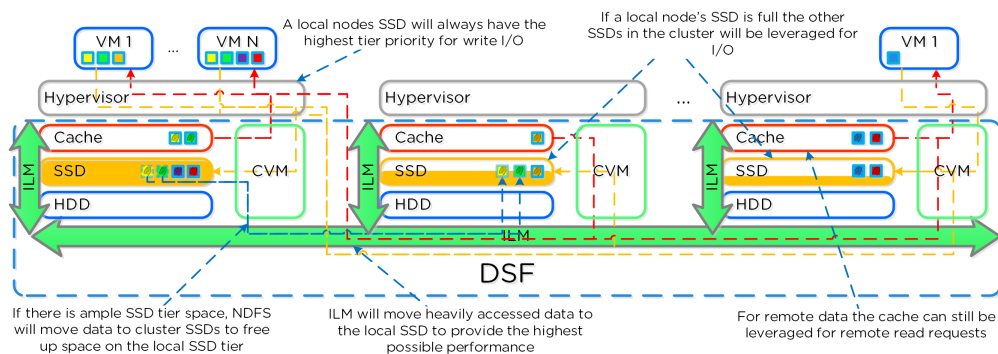 A local nodes SSD will always have the
highest tier priority for write I/O
If a local node's SSD is full the other
SSDs in the cluster will be leveraged for
I/O
VM 1
...
VM N
VM 1
Hypervisor
Hypervisor
...
Hypervisor
ILM
Cache
SSD
HDD
CVM
ILM
Cache
SSD
HDD
CVM
ILM
Cache
SSD
HDD
CVM
ILM
DSF
If there is ample SSD tier space, NDFS
will move data to cluster SSDs to free
up space on the local SSD tier
ILM will move heavily accessed data to
the local SSD to provide the highest
possible performance
For remote data the cache can still be
leveraged for remote read requests